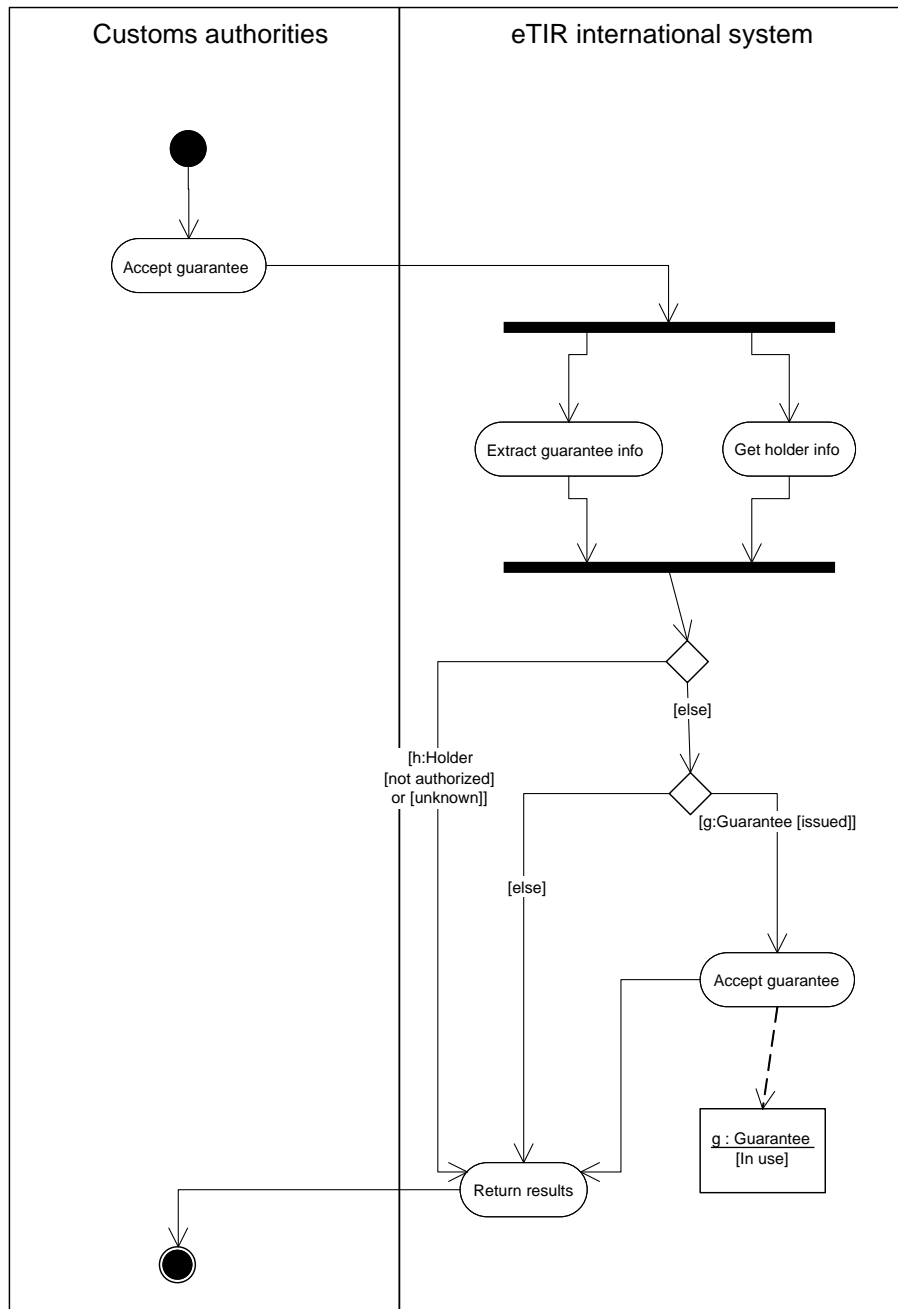 Customs authorities
eTIR international system
Accept guarantee
Extract guarantee info
Get holder info
[else]
[h:Holder
[not authorized]
or [unknown]]
[g:Guarantee [issued]]
[else]
Accept guarantee
g : Guarantee
[In use]
Return results